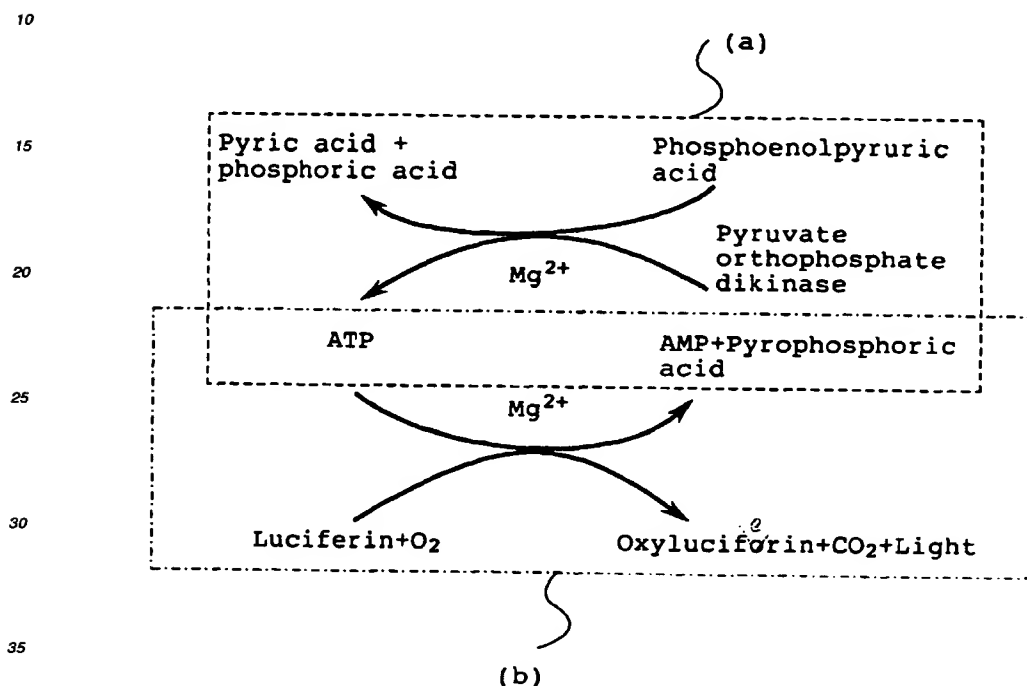 10
(a)
15
Pyric acid +
phosphoric acid
Phosphoenolpyruric
acid
Pyruvate
orthophosphate
dikinase
20
Mg2+
ATP
AMP+Pyrophosphoric
acid
25
Mg2+
30
Luciferin+O2
Oxyluciferin+CO2+Light
35
(b)